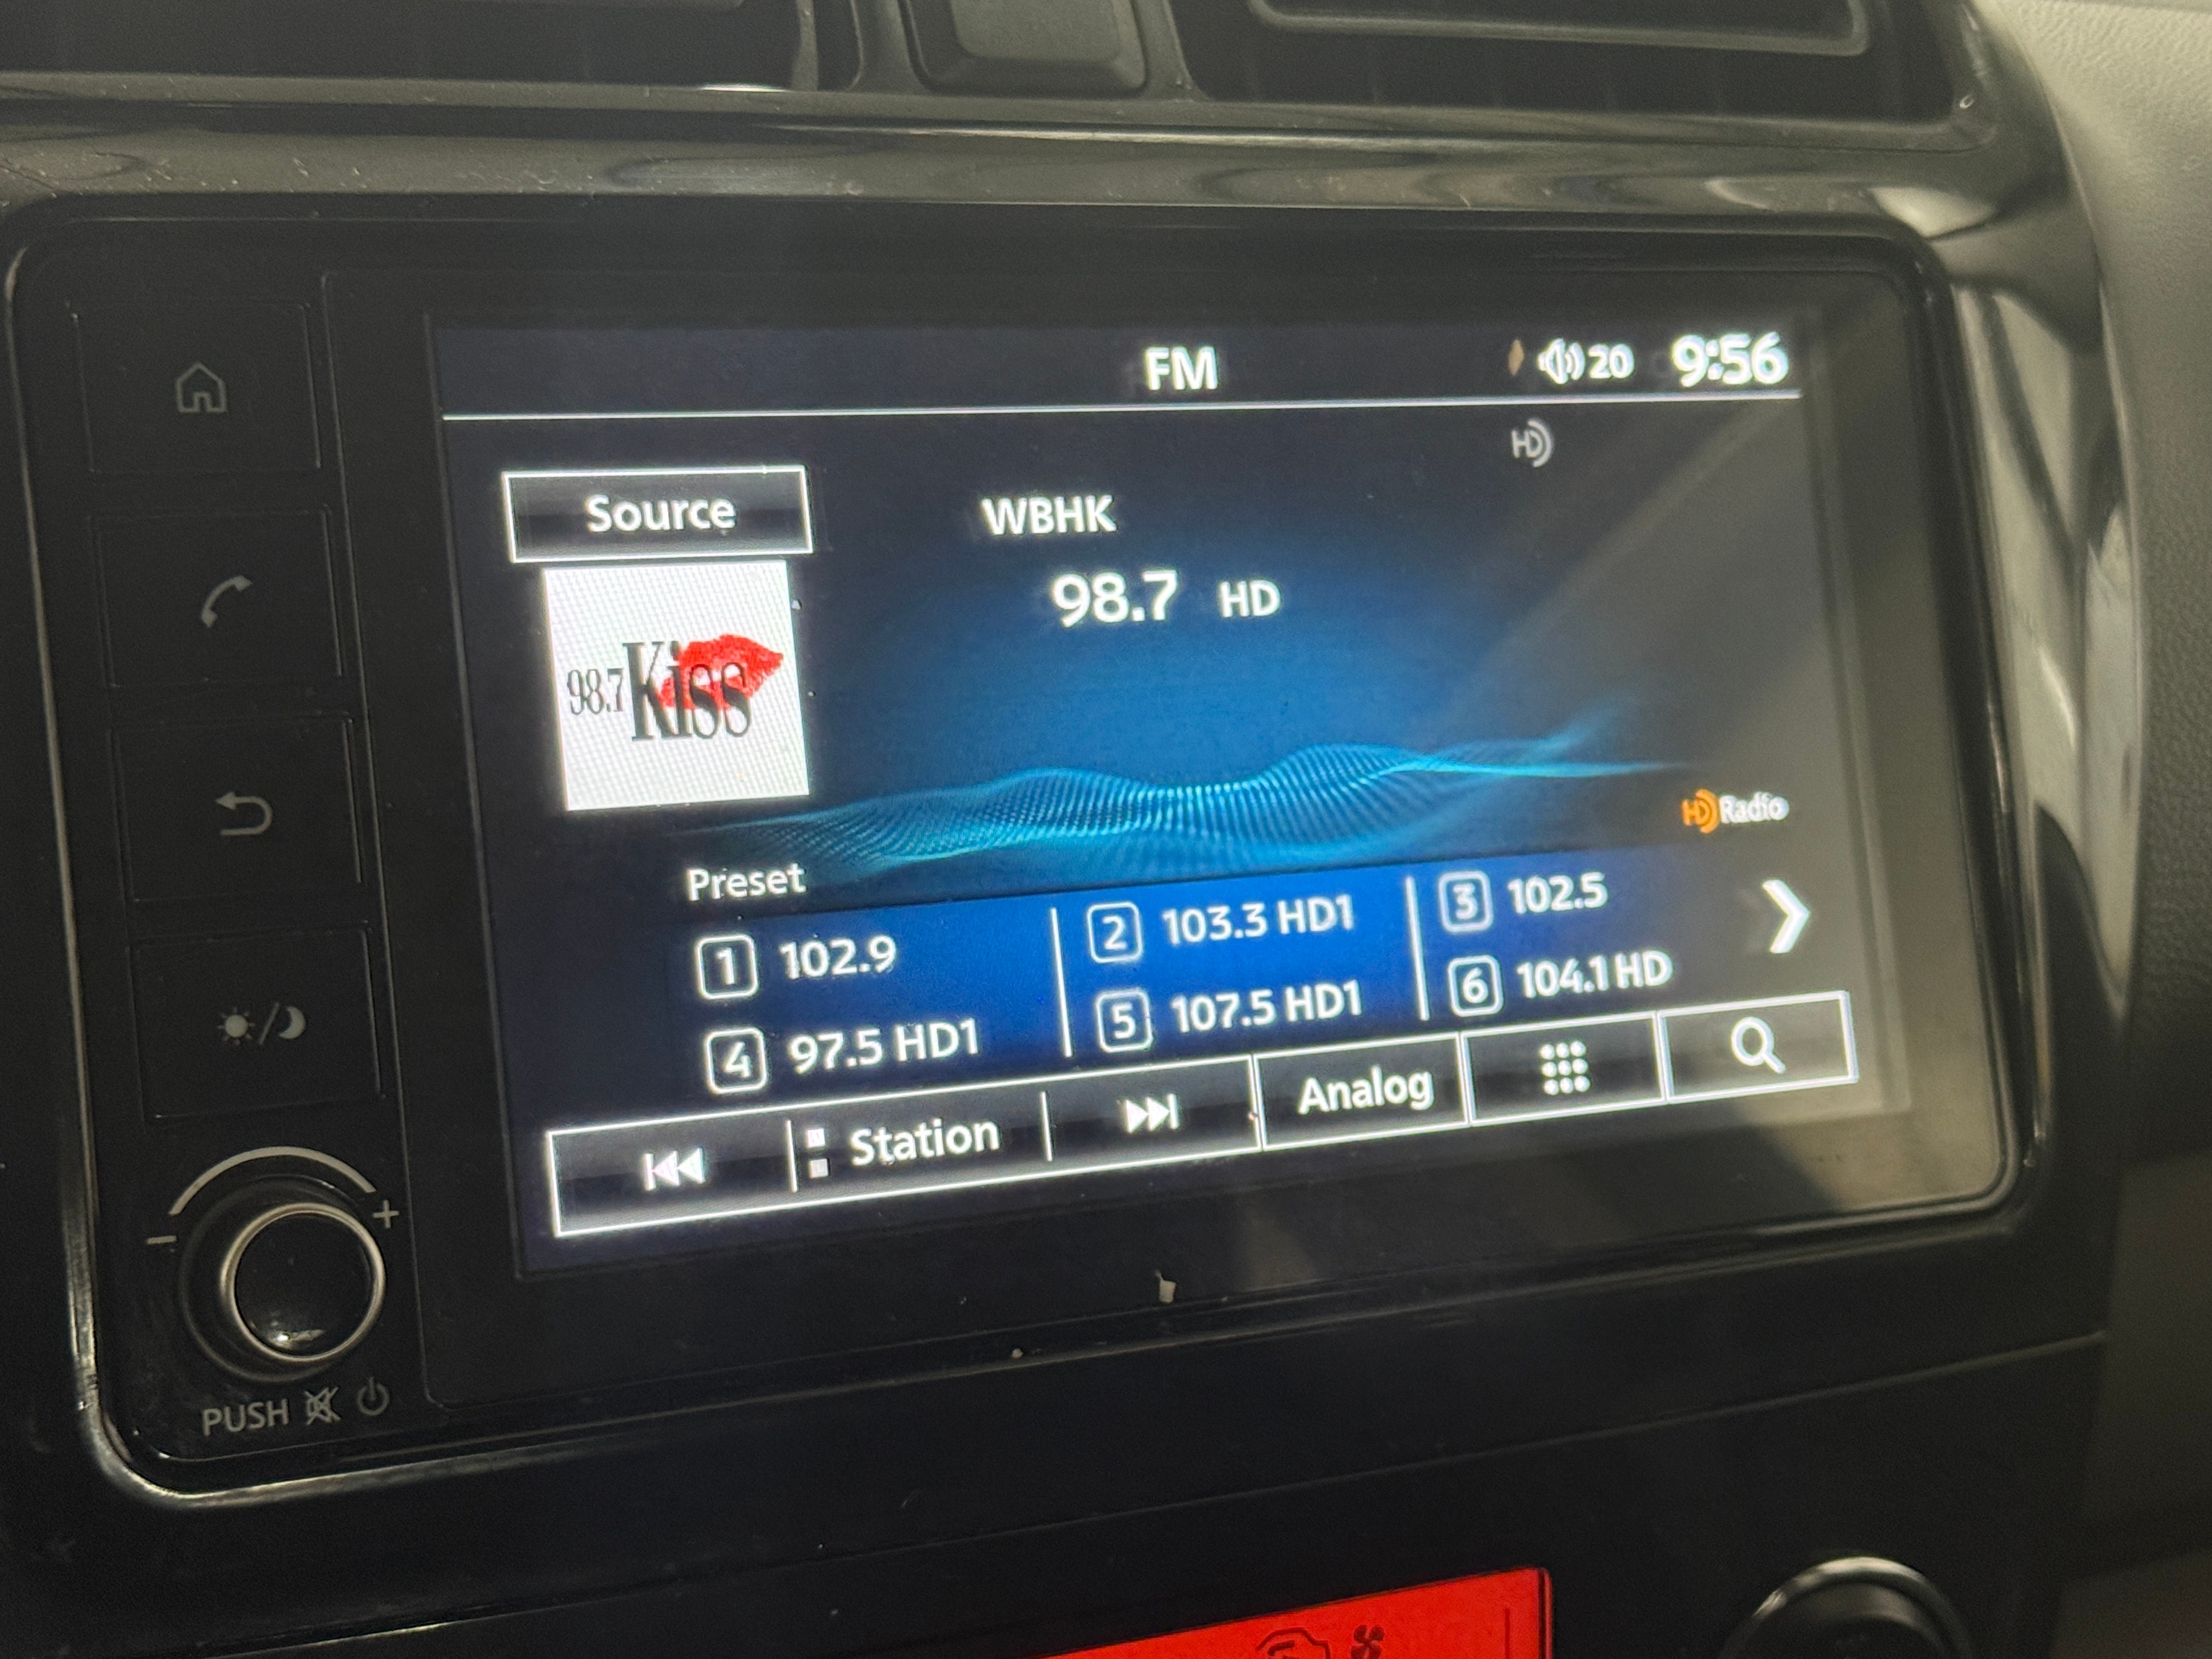 FM
20
9:56
HD
Source
WBHK
98.7 HD
98.7 Kiss
HD Radio
Preset
1 102.9
2 103.3 HD1
3 102.5
4 97.5 HD1
5 107.5 HD1
6 104.1 HD
Station
Analog
- +
PUSH